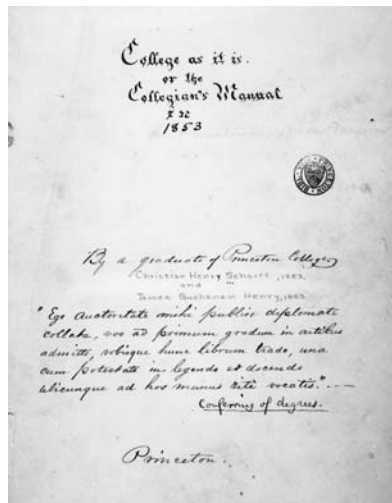 College as it is.
or the
Collegian's Manual
1853
By a graduate of Princeton College
Christian Henry Scharff, 1853
and
James Buchanan Henry, 1853
"Ego auctoritate mihi publico diplomate
collata, vos ad primum gradum in artibus
admitto, vobisque hunc librum trado, una
cum potestate in legendo et docendo
ubicunque ad hos munus rite vocatis." --
Conferring of degrees.
Princeton.